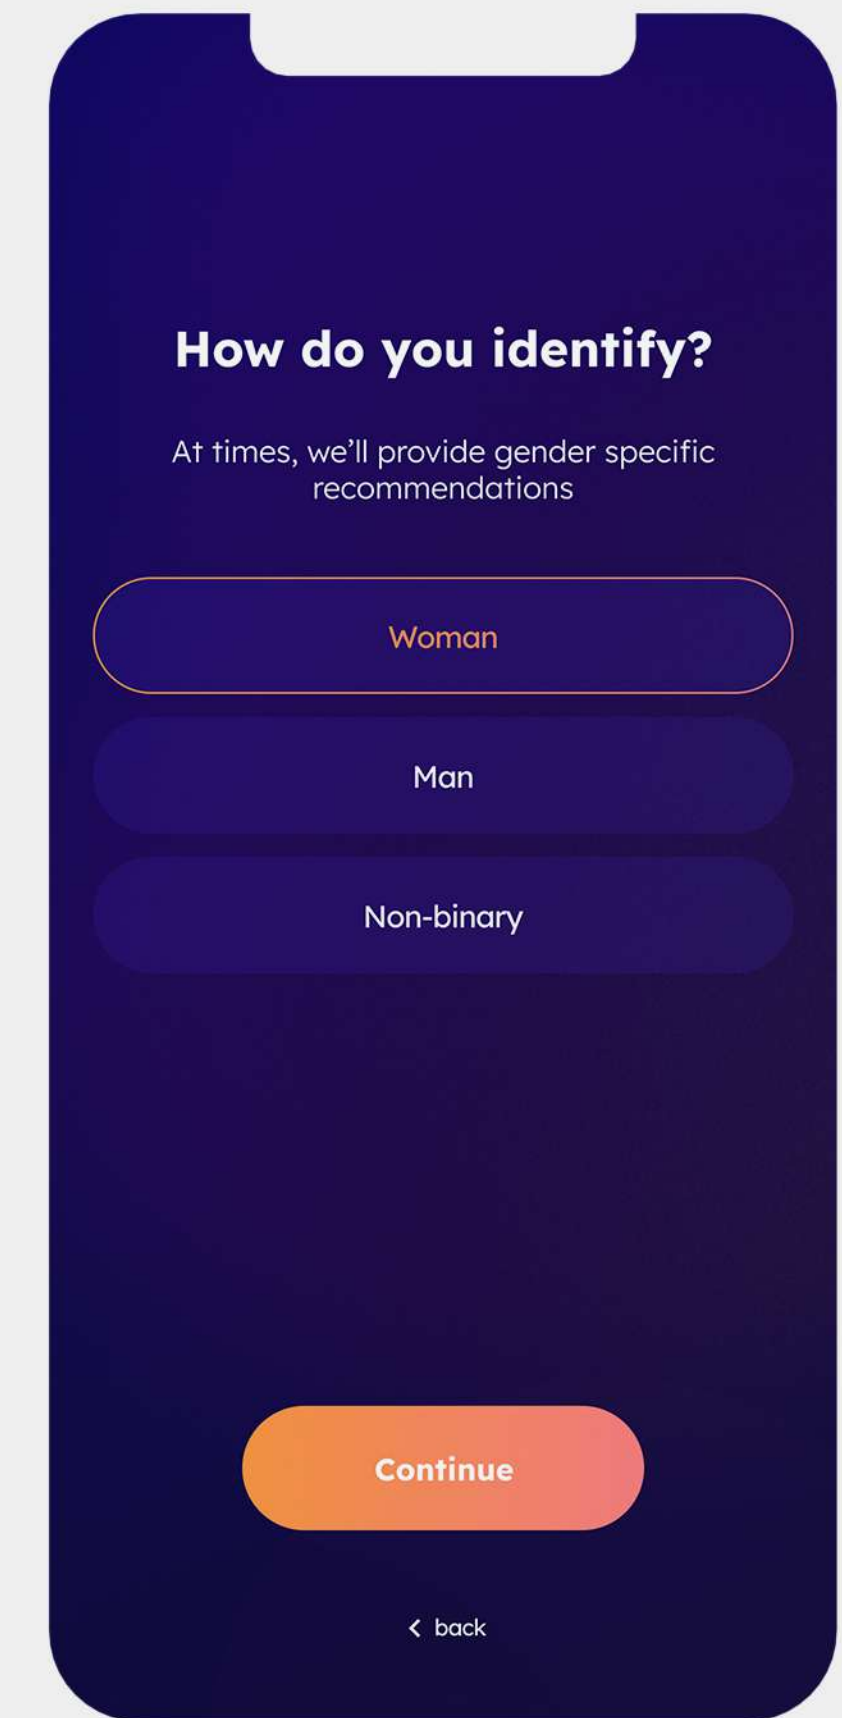 How do you identify?
At times, we’ll provide gender specific
recommendations
Woman
Man
Non-binary
Continue
back